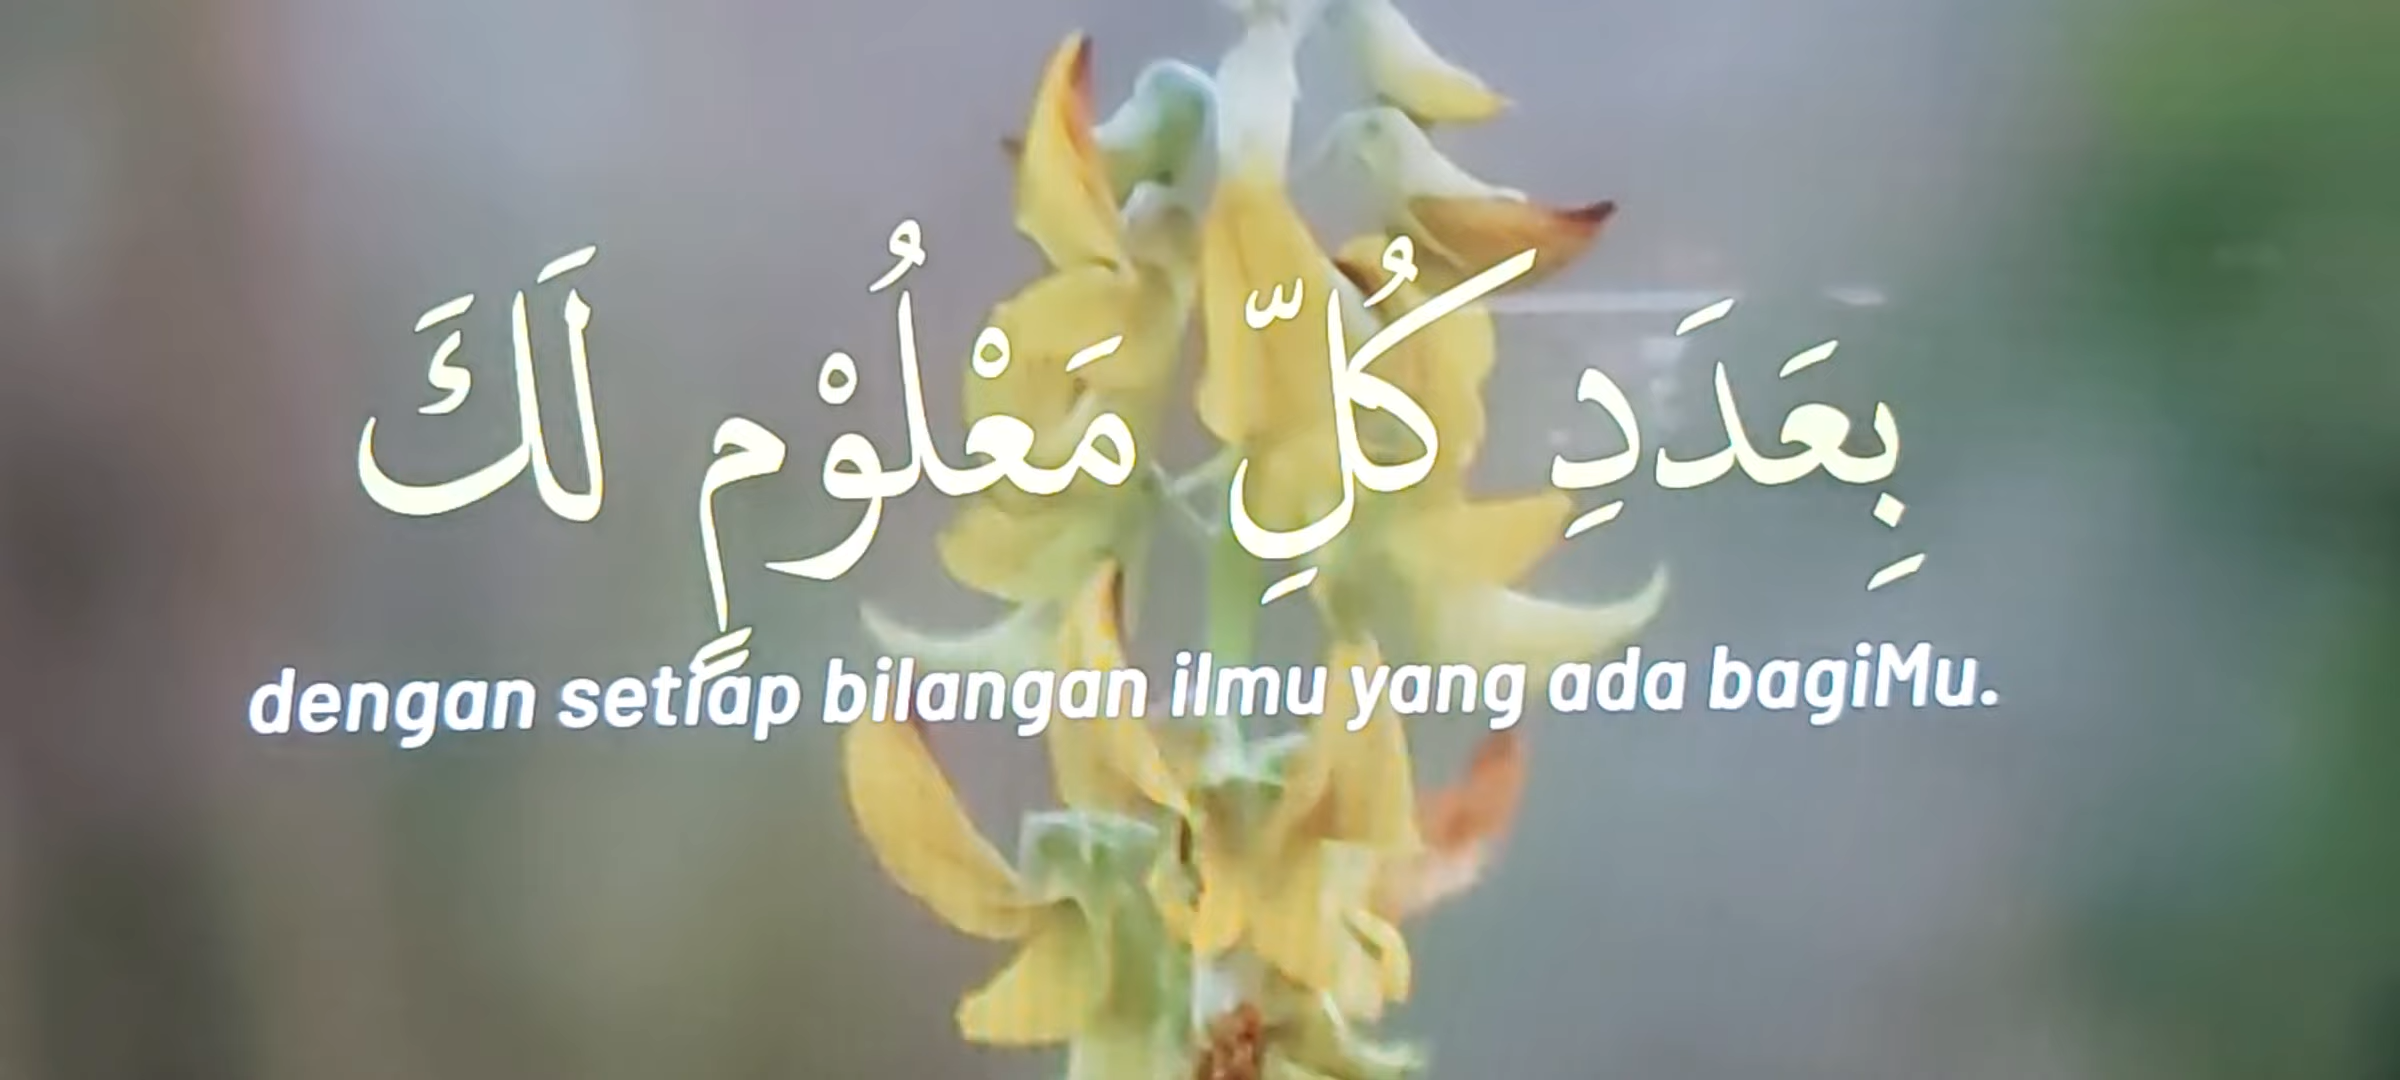 بِعَدَدِ كُلِّ مَعْلُوْمٍ لَكَ
dengan setiap bilangan ilmu yang ada bagiMu.